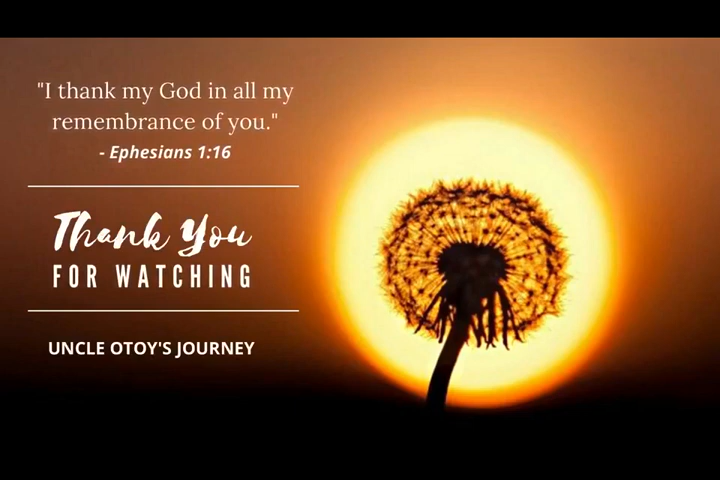 "I thank my God in all my
remembrance of you."
- Ephesians 1:16
Thank You
FOR WATCHING
UNCLE OTOY'S JOURNEY